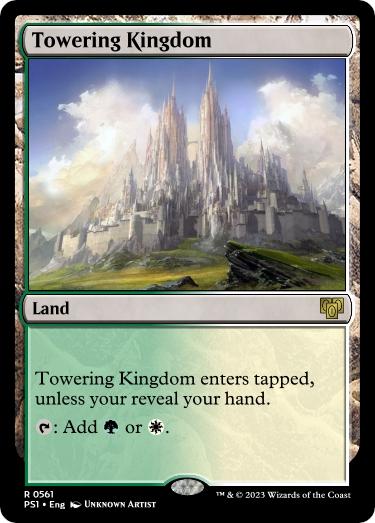 Towering Kingdom
Land
Towering Kingdom enters tapped,
unless your reveal your hand.
: Add or .
R 0561
PS1 • Eng Unknown Artist
™ & © 2023 Wizards of the Coast